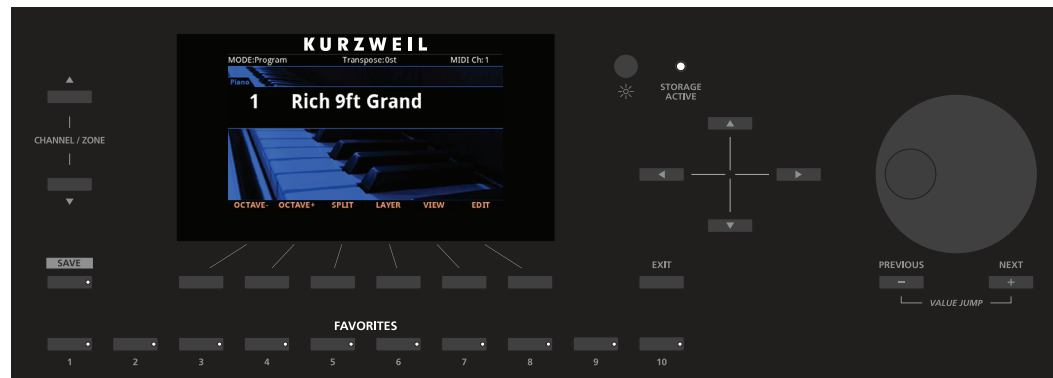 KURZWEIL
MODE:Program Transpose:0st MIDI Ch:1
Piano
1 Rich 9ft Grand
OCTAVE- OCTAVE+ SPLIT LAYER VIEW EDIT
CHANNEL / ZONE
STORAGE
ACTIVE
SAVE
EXIT
PREVIOUS NEXT
- +
VALUE JUMP
FAVORITES
1 2 3 4 5 6 7 8 9 10